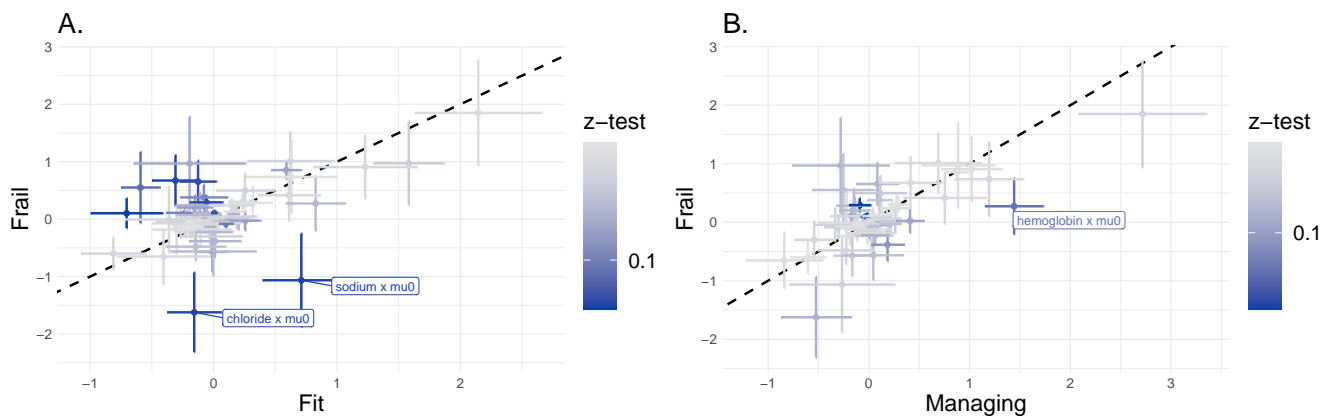 A.
3
2
1
0
−1
−2
Frail
−1
0
1
2
Fit
sodium x mu0
chloride x mu0
z−test
0.1
B.
3
2
1
0
−1
−2
Frail
−1
0
1
2
3
Managing
hemoglobin x mu0
z−test
0.1